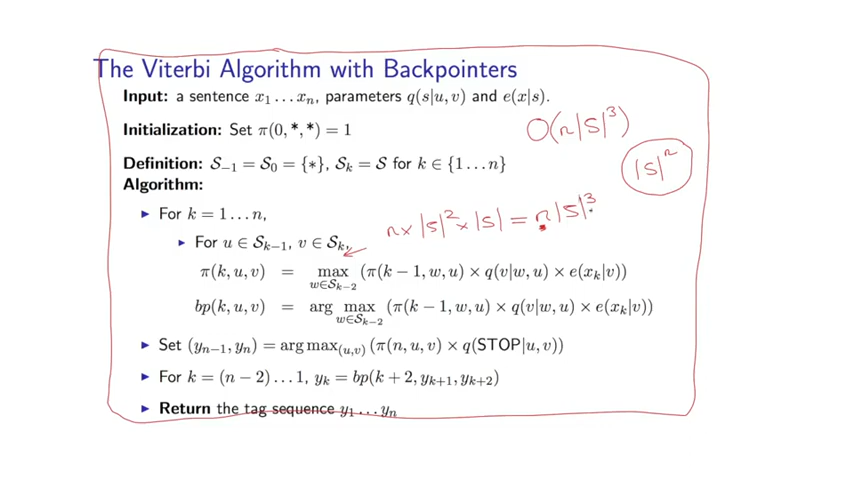 The Viterbi Algorithm with Backpointers
Input: a sentence x₁ . . . xₙ, parameters q(s|u, v) and e(x|s).
O(n|S|³)
Initialization: Set π(0, *, *) = 1
Definition: S₋₁ = S₀ = {*}, Sₖ = S for k ∈ {1 . . . n}
|S|ⁿ
Algorithm:
▶ For k = 1 . . . n,
n × |S|² × |S| = n |S|³
▶ For u ∈ Sₖ₋₁, v ∈ Sₖ,
π(k, u, v) = max (π(k − 1, w, u) × q(v|w, u) × e(xₖ|v))
w∈Sₖ₋₂
bp(k, u, v) = arg max (π(k − 1, w, u) × q(v|w, u) × e(xₖ|v))
w∈Sₖ₋₂
▶ Set (yₙ₋₁, yₙ) = arg max₍ᵤ,ᵥ₎ (π(n, u, v) × q(STOP|u, v))
▶ For k = (n − 2) . . . 1, yₖ = bp(k + 2, yₖ₊₁, yₖ₊₂)
▶ Return the tag sequence y₁ . . . yₙ